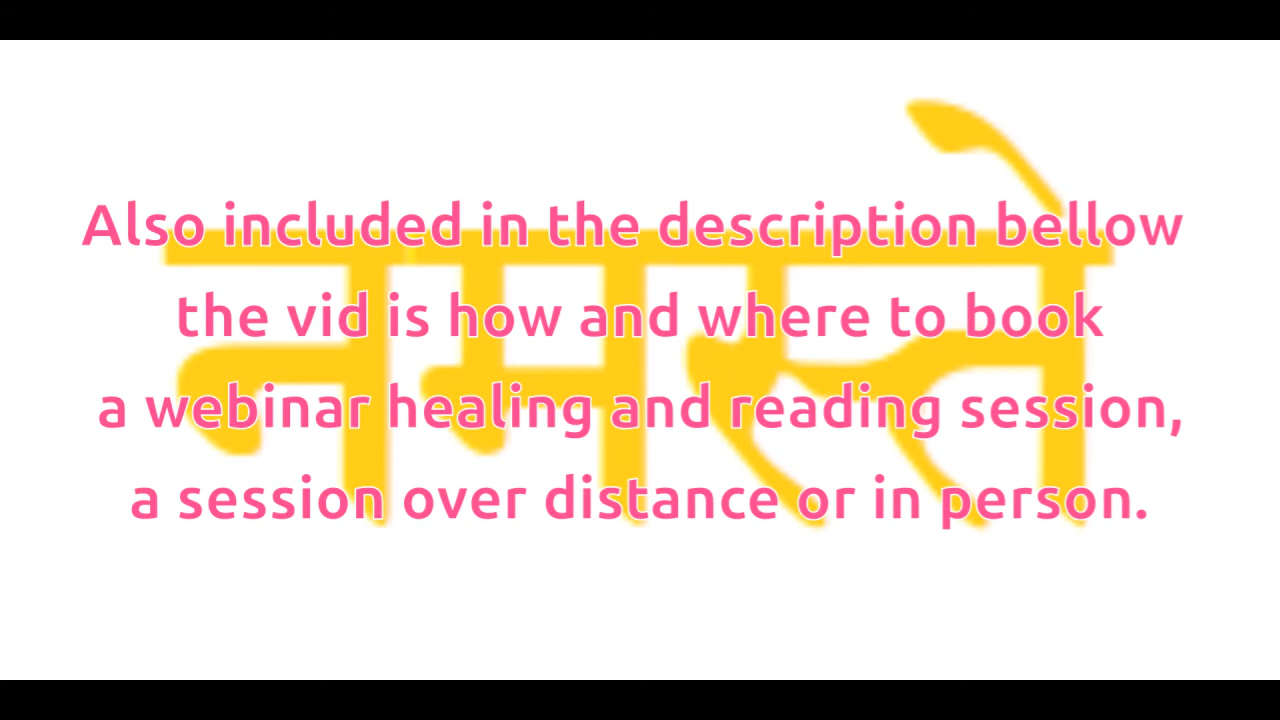 नमस्ते
Also included in the description bellow
the vid is how and where to book
a webinar healing and reading session,
a session over distance or in person.